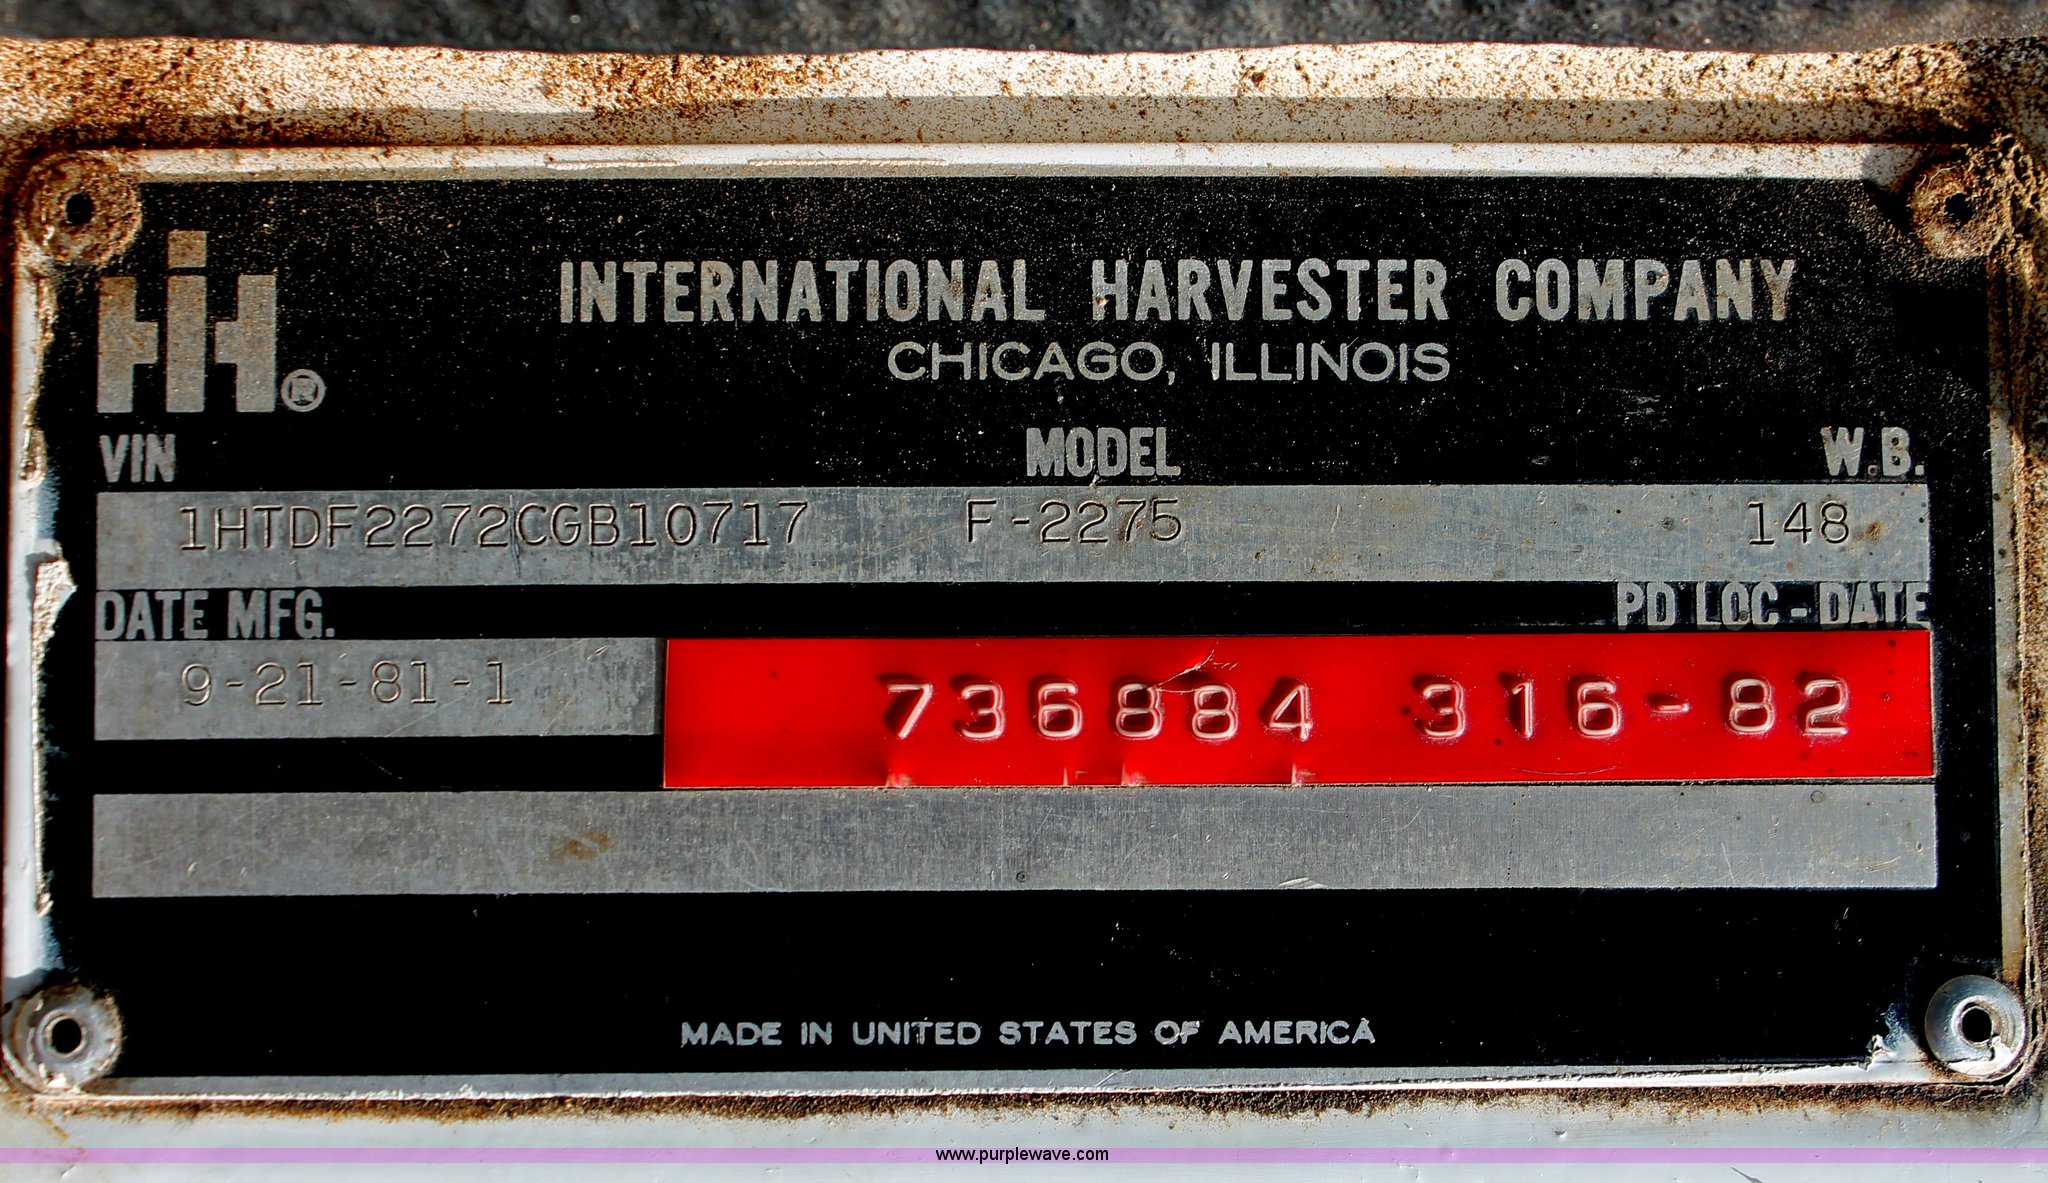 IH®
INTERNATIONAL HARVESTER COMPANY
CHICAGO, ILLINOIS
VIN MODEL W.B.
1HTDF2272CGB10717 F-2275 148
DATE MFG. PD LOC-DATE
9-21-81-1 736884 316-82
MADE IN UNITED STATES OF AMERICA
www.purplewave.com